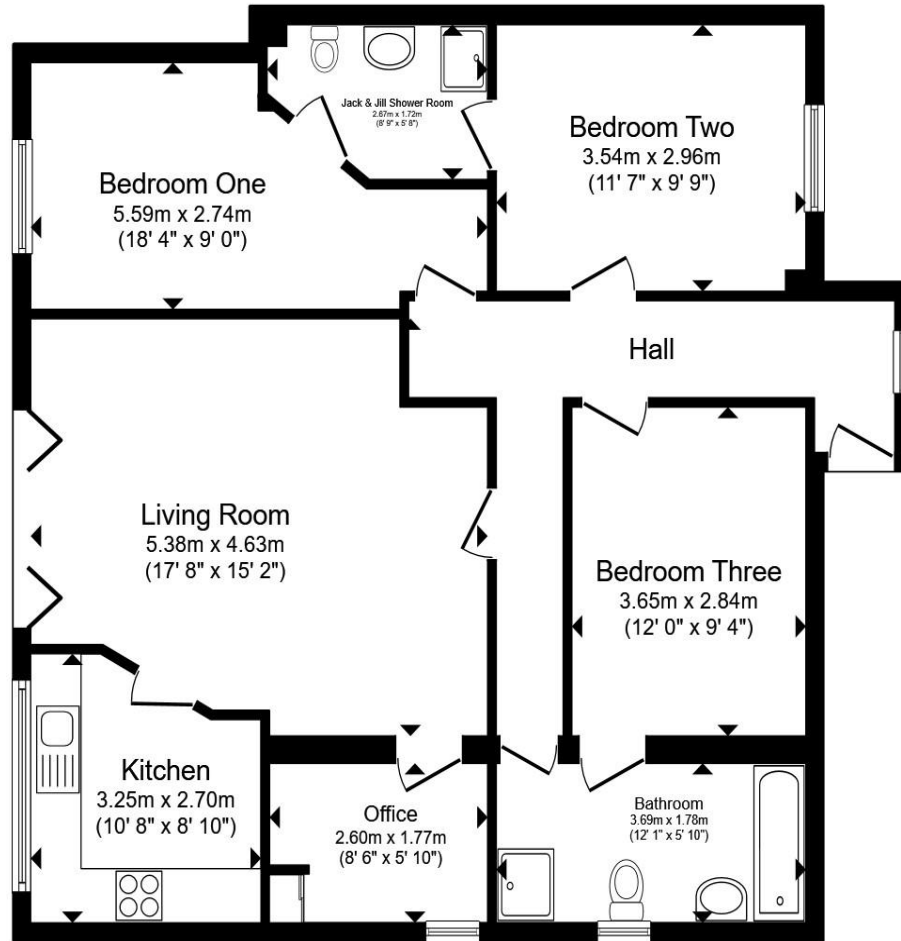 Jack & Jill Shower Room
2.67m x 1.72m
(8' 9" x 5' 8")
Bedroom Two
3.54m x 2.96m
(11' 7" x 9' 9")
Bedroom One
5.59m x 2.74m
(18' 4" x 9' 0")
Hall
Living Room
5.38m x 4.63m
(17' 8" x 15' 2")
Bedroom Three
3.65m x 2.84m
(12' 0" x 9' 4")
Kitchen
3.25m x 2.70m
(10' 8" x 8' 10")
Office
2.60m x 1.77m
(8' 6" x 5' 10")
Bathroom
3.69m x 1.78m
(12' 1" x 5' 10")